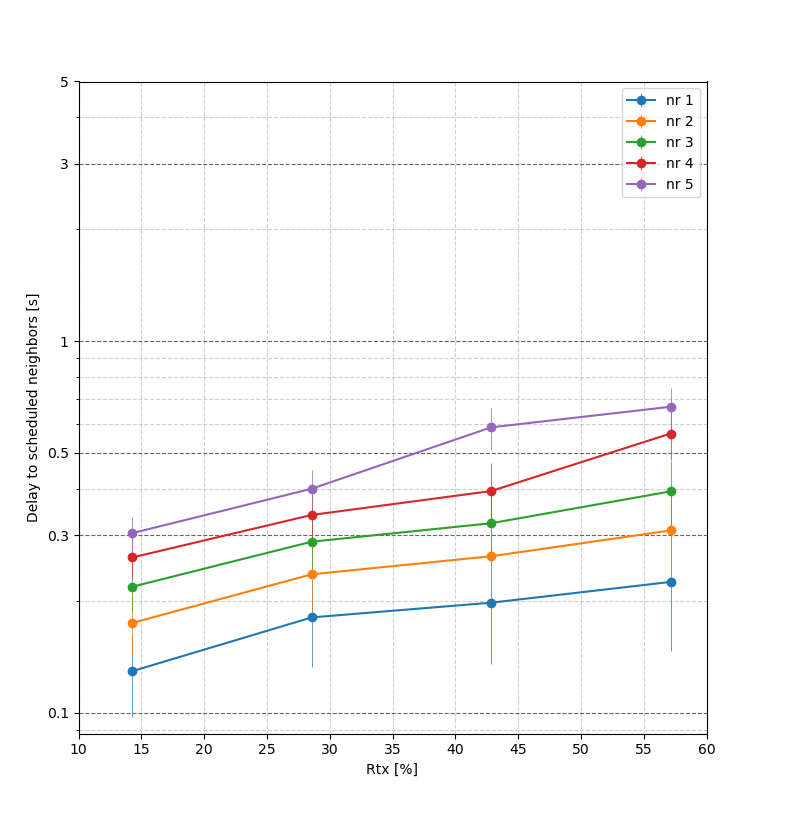 5
3
1
0.5
0.3
0.1
Delay to scheduled neighbors [s]
nr 1
nr 2
nr 3
nr 4
nr 5
10 15 20 25 30 35 40 45 50 55 60
Rtx [%]